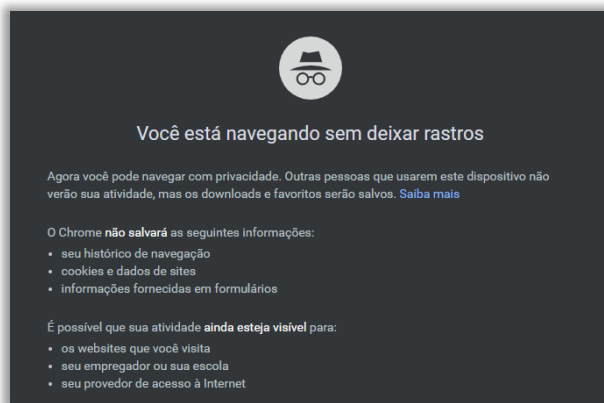 Você está navegando sem deixar rastros
Agora você pode navegar com privacidade. Outras pessoas que usarem este dispositivo não
verão sua atividade, mas os downloads e favoritos serão salvos. Saiba mais
O Chrome não salvará as seguintes informações:
• seu histórico de navegação
• cookies e dados de sites
• informações fornecidas em formulários
É possível que sua atividade ainda esteja visível para:
• os websites que você visita
• seu empregador ou sua escola
• seu provedor de acesso à Internet